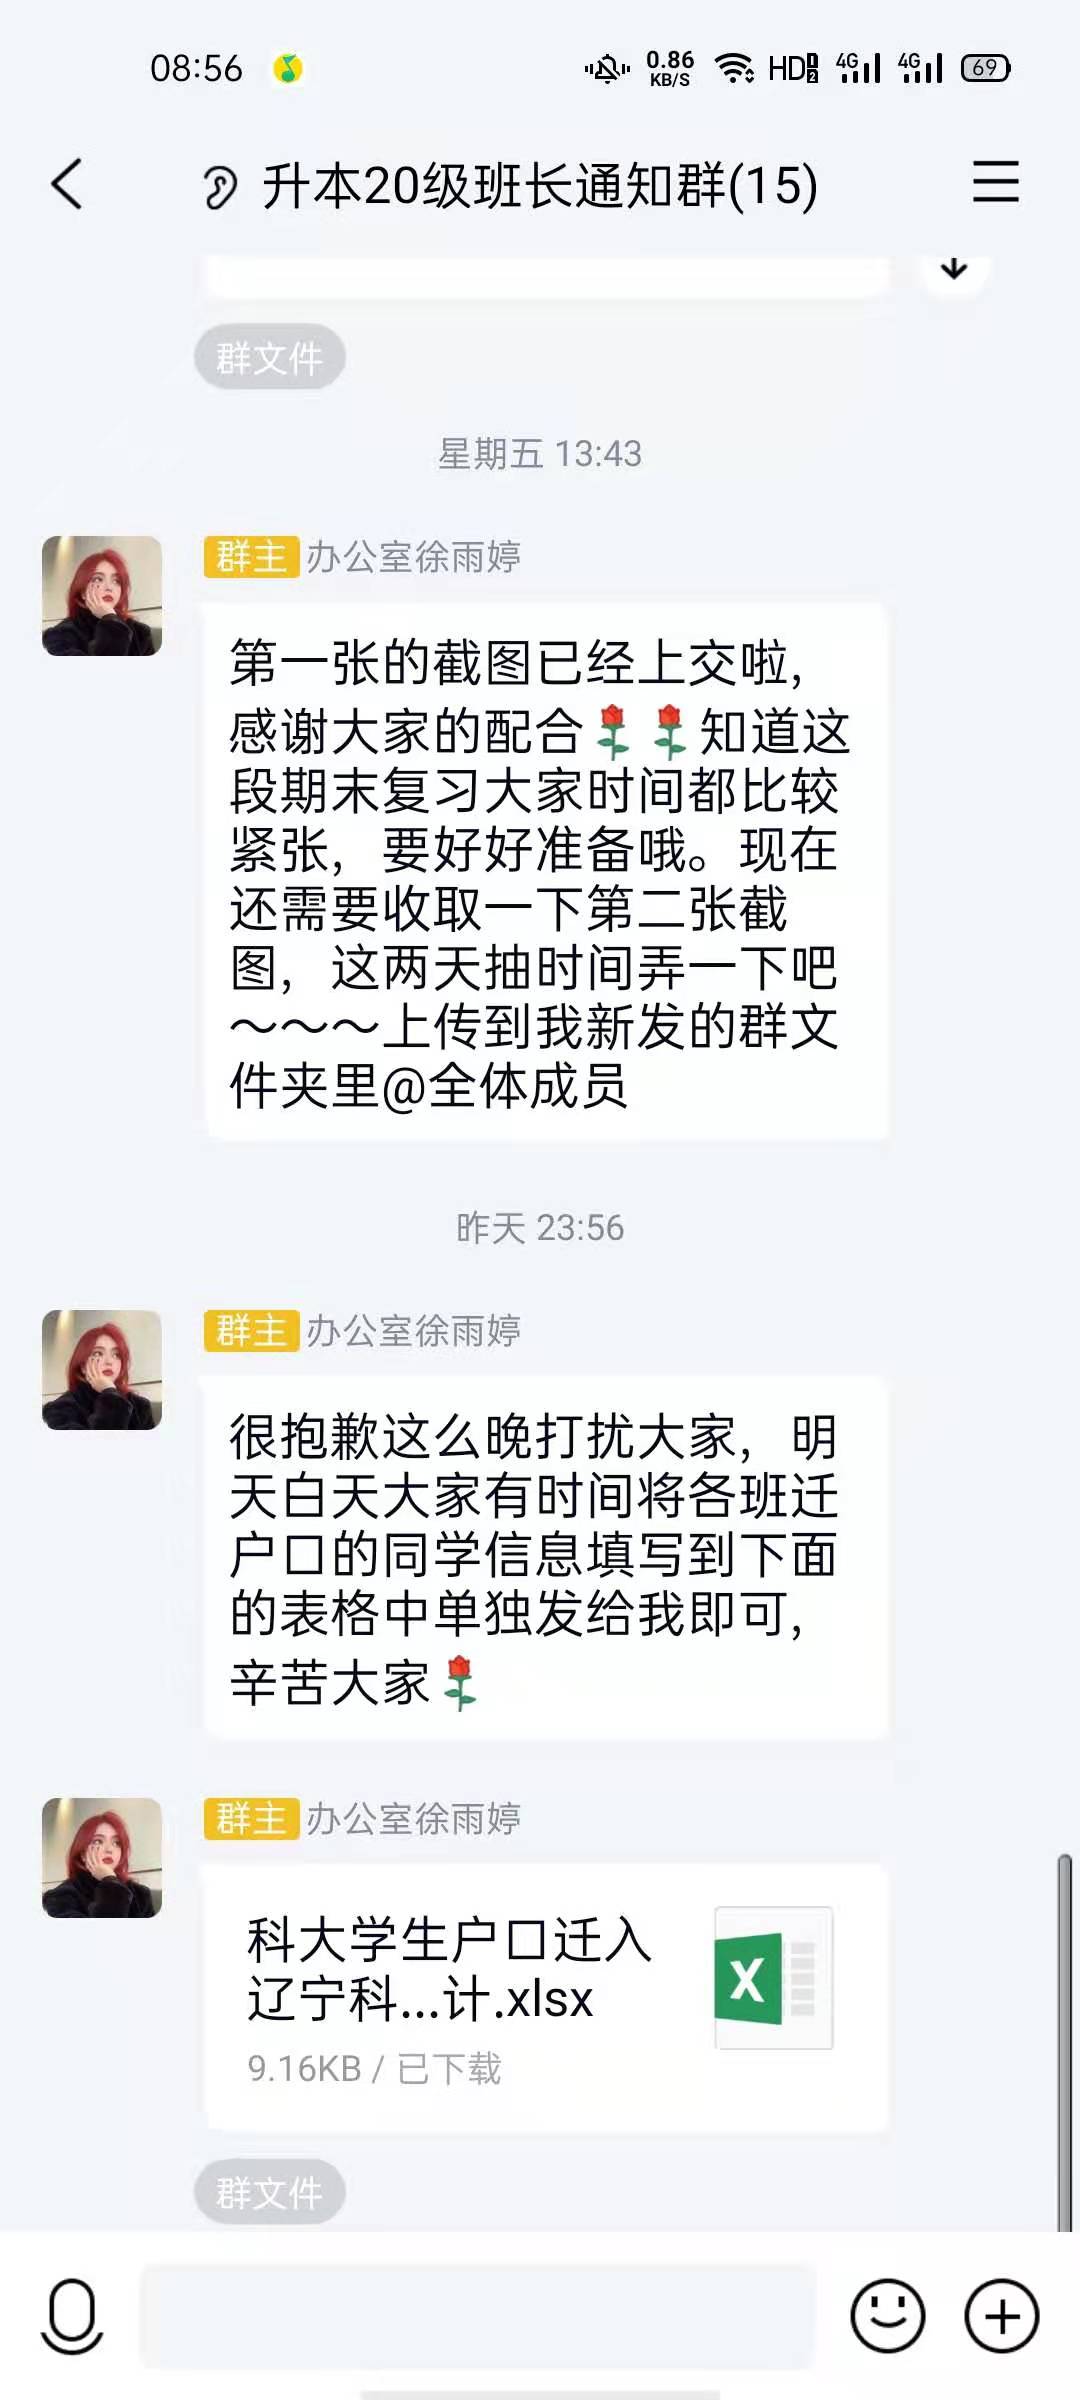 08:56
0.86
KB/S
HD
1
2
4G
4G
69
升本20级班长通知群(15)
群文件
星期五 13:43
群主 办公室徐雨婷
第一张的截图已经上交啦,
感谢大家的配合🌹🌹知道这
段期末复习大家时间都比较
紧张，要好好准备哦。现在
还需要收取一下第二张截
图，这两天抽时间弄一下吧
～～～上传到我新发的群文
件夹里@全体成员
昨天 23:56
群主 办公室徐雨婷
很抱歉这么晚打扰大家，明
天白天大家有时间将各班迁
户口的同学信息填写到下面
的表格中单独发给我即可，
辛苦大家🌹
群主 办公室徐雨婷
科大学生户口迁入
辽宁科...计.xlsx
X
9.16KB / 已下载
群文件